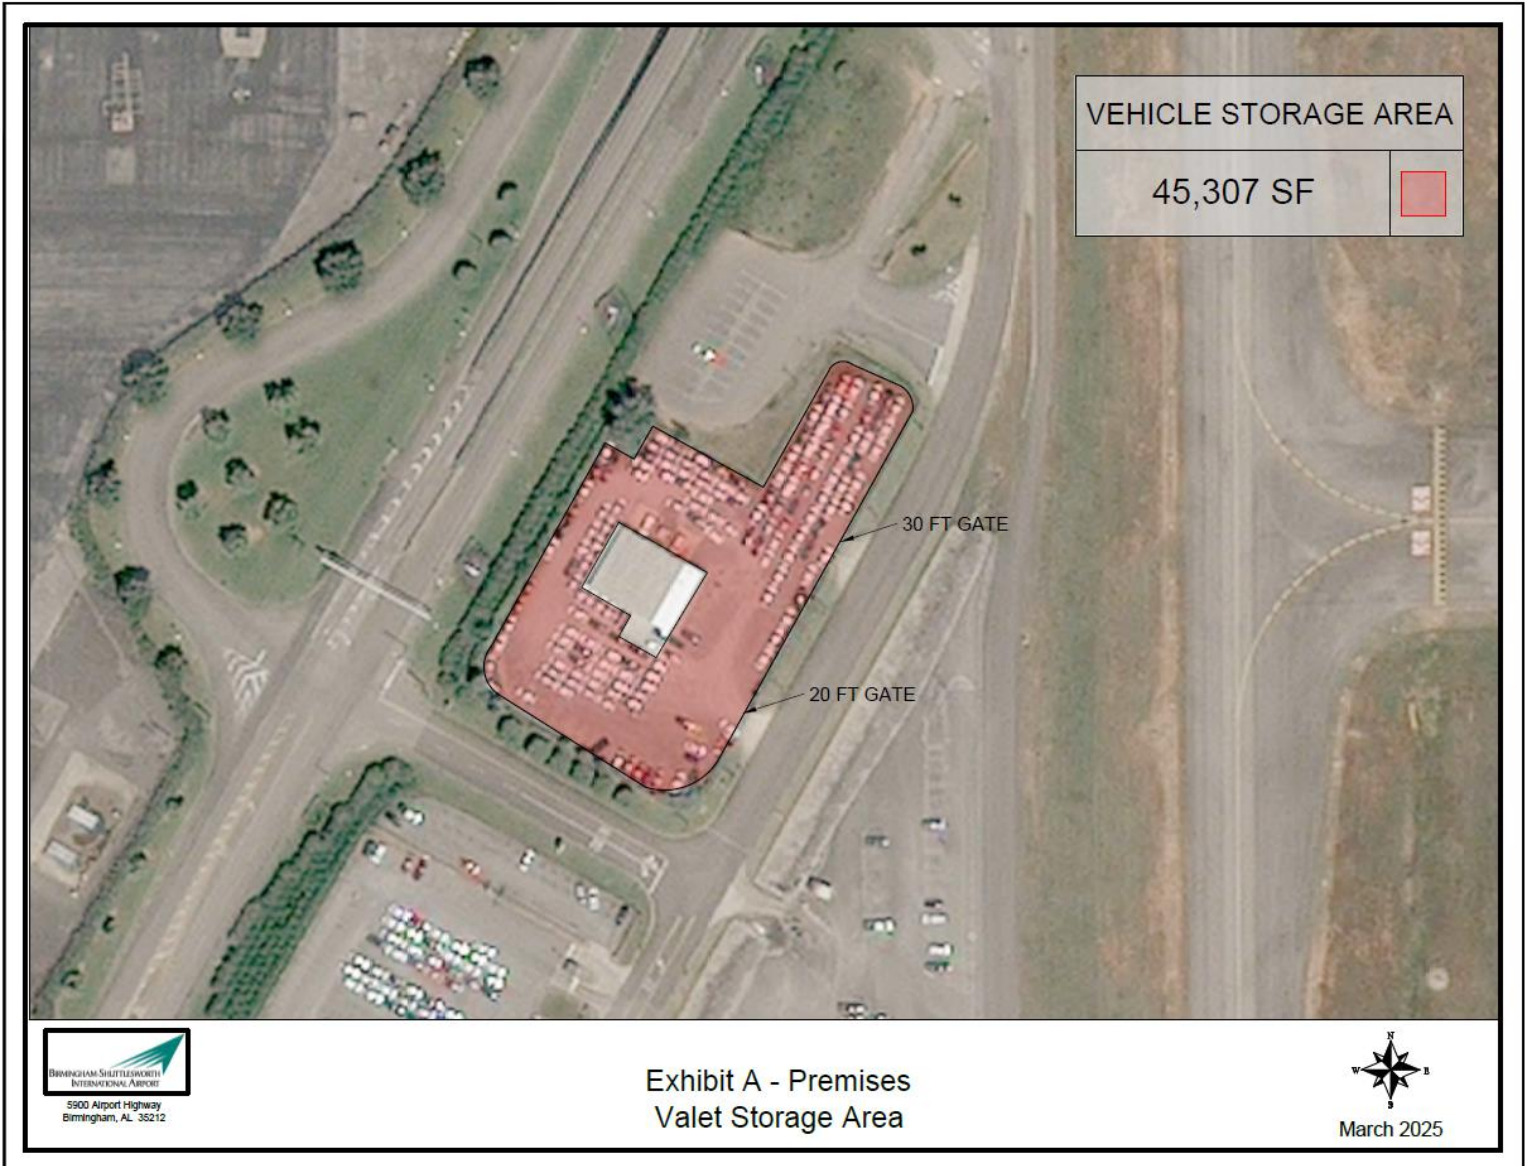 VEHICLE STORAGE AREA
45,307 SF
30 FT GATE
20 FT GATE
BIRMINGHAM-SHUTTLESWORTH
INTERNATIONAL AIRPORT
5900 Airport Highway
Birmingham, AL 35212
Exhibit A - Premises
Valet Storage Area
N
W
E
S
March 2025